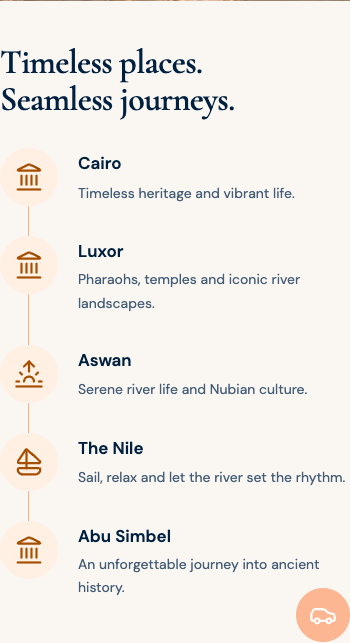 Timeless places.
Seamless journeys.
Cairo
Timeless heritage and vibrant life.
Luxor
Pharaohs, temples and iconic river
landscapes.
Aswan
Serene river life and Nubian culture.
The Nile
Sail, relax and let the river set the rhythm.
Abu Simbel
An unforgettable journey into ancient
history.